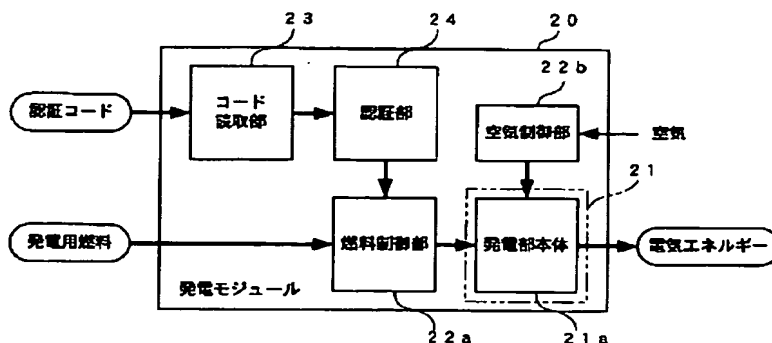 23
24
20
22b
認証コード
コード
読取部
認証部
空気制御部
空気
21
発電用燃料
燃料制御部
発電部本体
電気エネルギー
発電モジュール
22a
21a